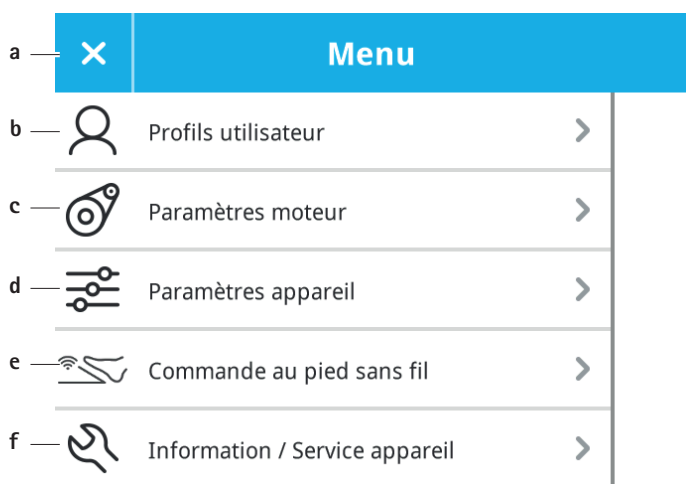 a Menu
b Profils utilisateur
c Paramètres moteur
d Paramètres appareil
e Commande au pied sans fil
f Information / Service appareil